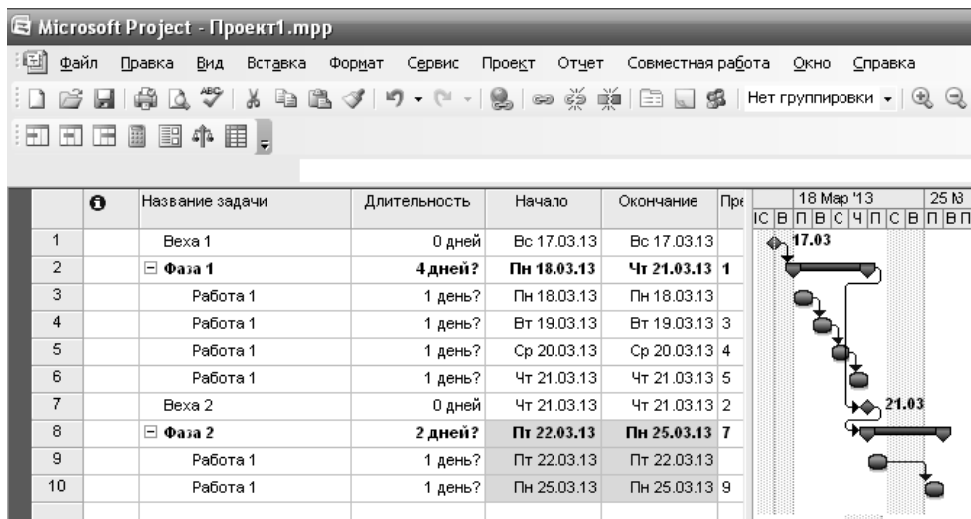 Microsoft Project - Проект1.mpp
Файл Правка Вид Вставка Формат Сервис Проект Отчет Совместная работа Окно Справка
Нет группировки
Название задачи Длительность Начало Окончание Пре 18 Мар '13 25 М
С В П В С Ч П С В П В П
1 Веха 1 0 дней Вс 17.03.13 Вс 17.03.13 17.03
2 Фаза 1 4 дней? Пн 18.03.13 Чт 21.03.13 1
3 Работа 1 1 день? Пн 18.03.13 Пн 18.03.13
4 Работа 1 1 день? Вт 19.03.13 Вт 19.03.13 3
5 Работа 1 1 день? Ср 20.03.13 Ср 20.03.13 4
6 Работа 1 1 день? Чт 21.03.13 Чт 21.03.13 5
7 Веха 2 0 дней Чт 21.03.13 Чт 21.03.13 2 21.03
8 Фаза 2 2 дней? Пт 22.03.13 Пн 25.03.13 7
9 Работа 1 1 день? Пт 22.03.13 Пт 22.03.13
10 Работа 1 1 день? Пн 25.03.13 Пн 25.03.13 9